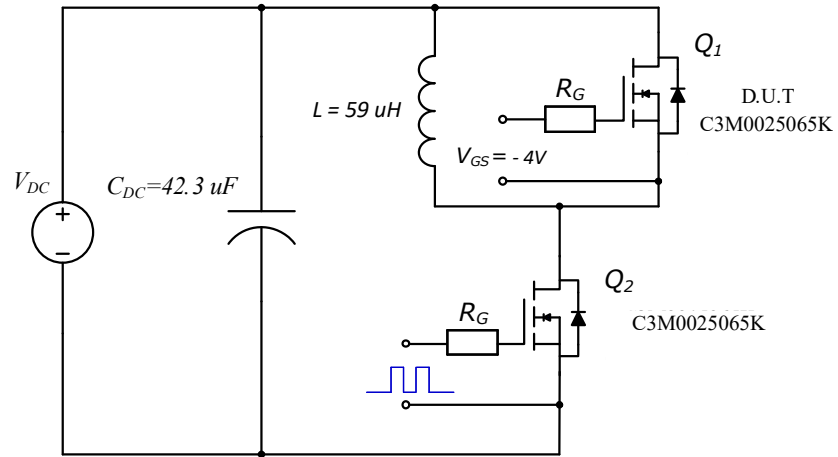 Q1
RG
D.U.T
C3M0025065K
L = 59 uH
VGS = - 4V
VDC
CDC=42.3 uF
+
−
Q2
RG
C3M0025065K